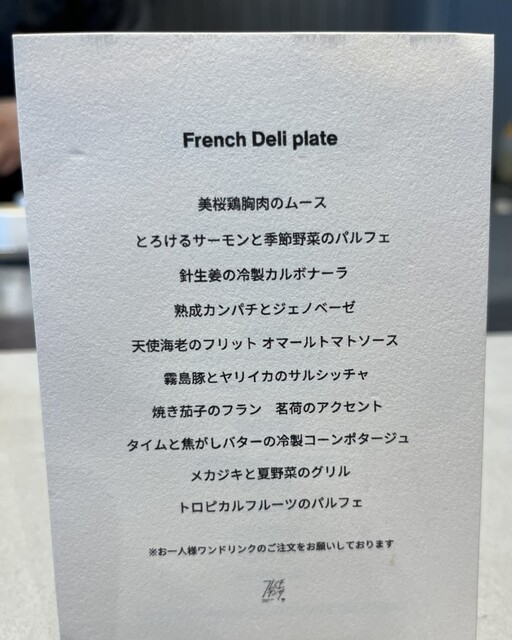 French Deli plate
美桜鶏胸肉のムース
とろけるサーモンと季節野菜のパルフェ
針生姜の冷製カルボナーラ
熟成カンパチとジェノベーゼ
天使海老のフリット オマールトマトソース
霧島豚とヤリイカのサルシッチャ
焼き茄子のフラン　茗荷のアクセント
タイムと焦がしバターの冷製コーンポタージュ
メカジキと夏野菜のグリル
トロピカルフルーツのパルフェ
※お一人様ワンドリンクのご注文をお願いしております